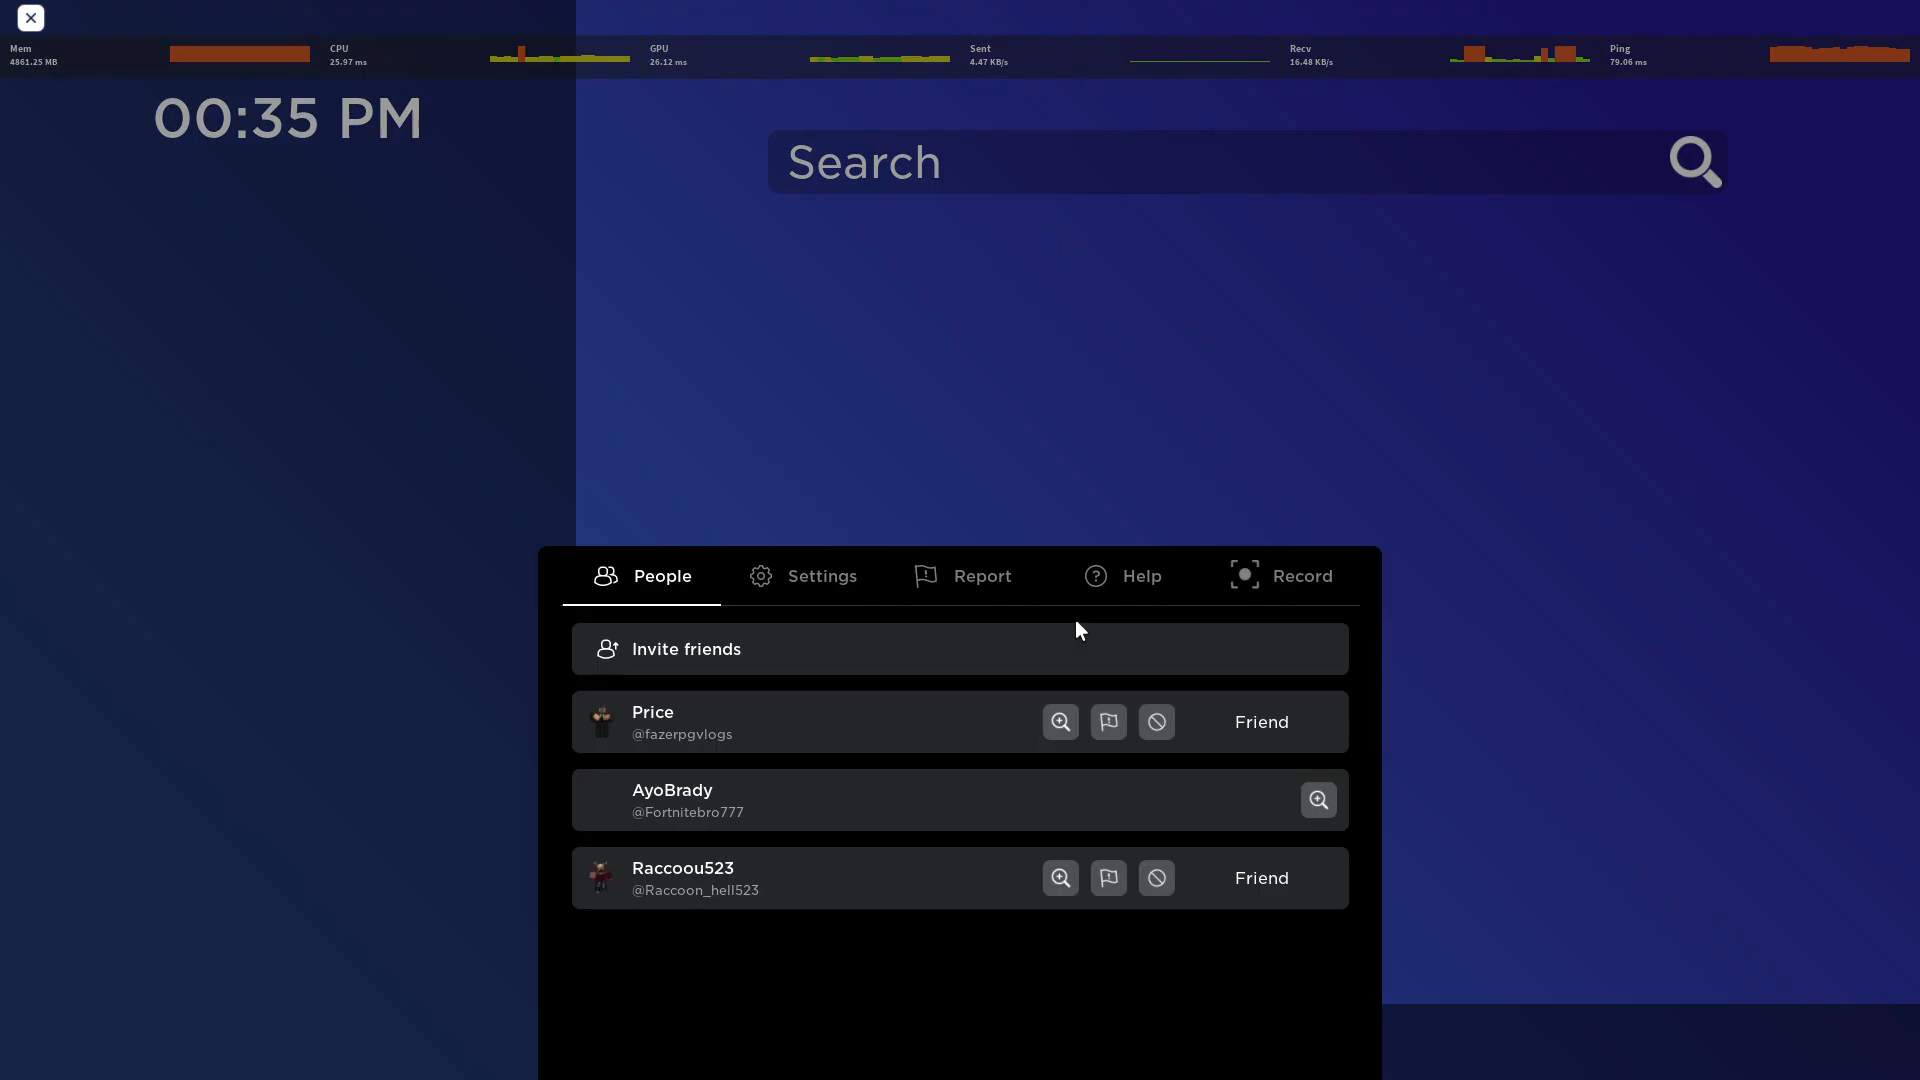 Mem
4861.25 MB
CPU
25.97 ms
GPU
26.12 ms
Sent
4.47 KB/s
Recv
16.48 KB/s
Ping
79.06 ms
00:35 PM
Search
People
Settings
Report
Help
Record
Invite friends
Price
@fazerpgvlogs
Friend
AyoBrady
@Fortnitebro777
Raccoou523
@Raccoon_hell523
Friend